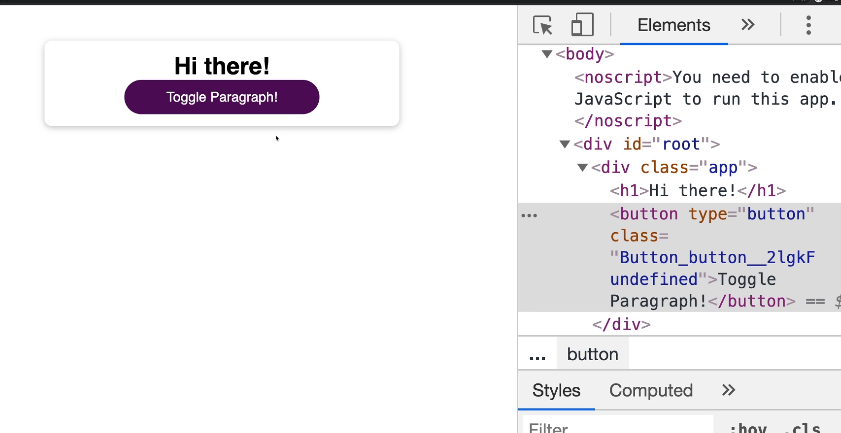 Hi there!
Toggle Paragraph!
Elements
<body>
<noscript>You need to enable
JavaScript to run this app.
</noscript>
<div id="root">
<div class="app">
<h1>Hi there!</h1>
<button type="button"
class=
"Button_button__2lgkF
undefined">Toggle
Paragraph!</button> == $
</div>
... button
Styles Computed
Filter :hov .cls